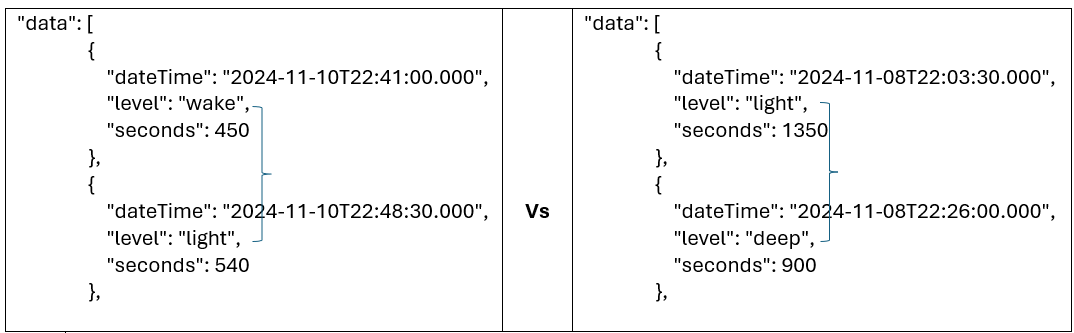 "data": [
{
"dateTime": "2024-11-10T22:41:00.000",
"level": "wake",
"seconds": 450
},
{
"dateTime": "2024-11-10T22:48:30.000",
"level": "light",
"seconds": 540
},
Vs
"data": [
{
"dateTime": "2024-11-08T22:03:30.000",
"level": "light",
"seconds": 1350
},
{
"dateTime": "2024-11-08T22:26:00.000",
"level": "deep",
"seconds": 900
},